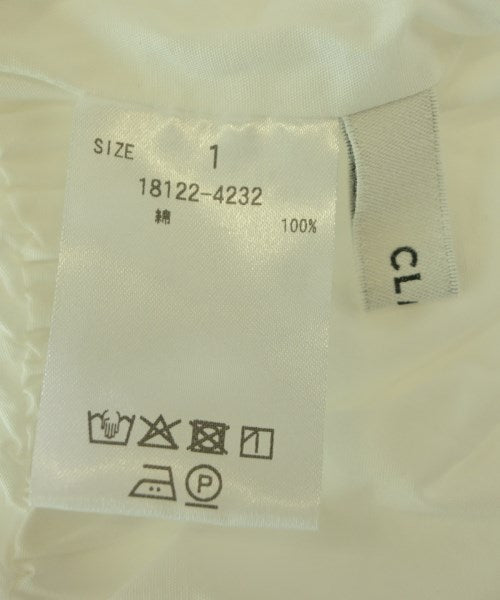 SIZE 1
18122-4232
綿 100%
P
CL